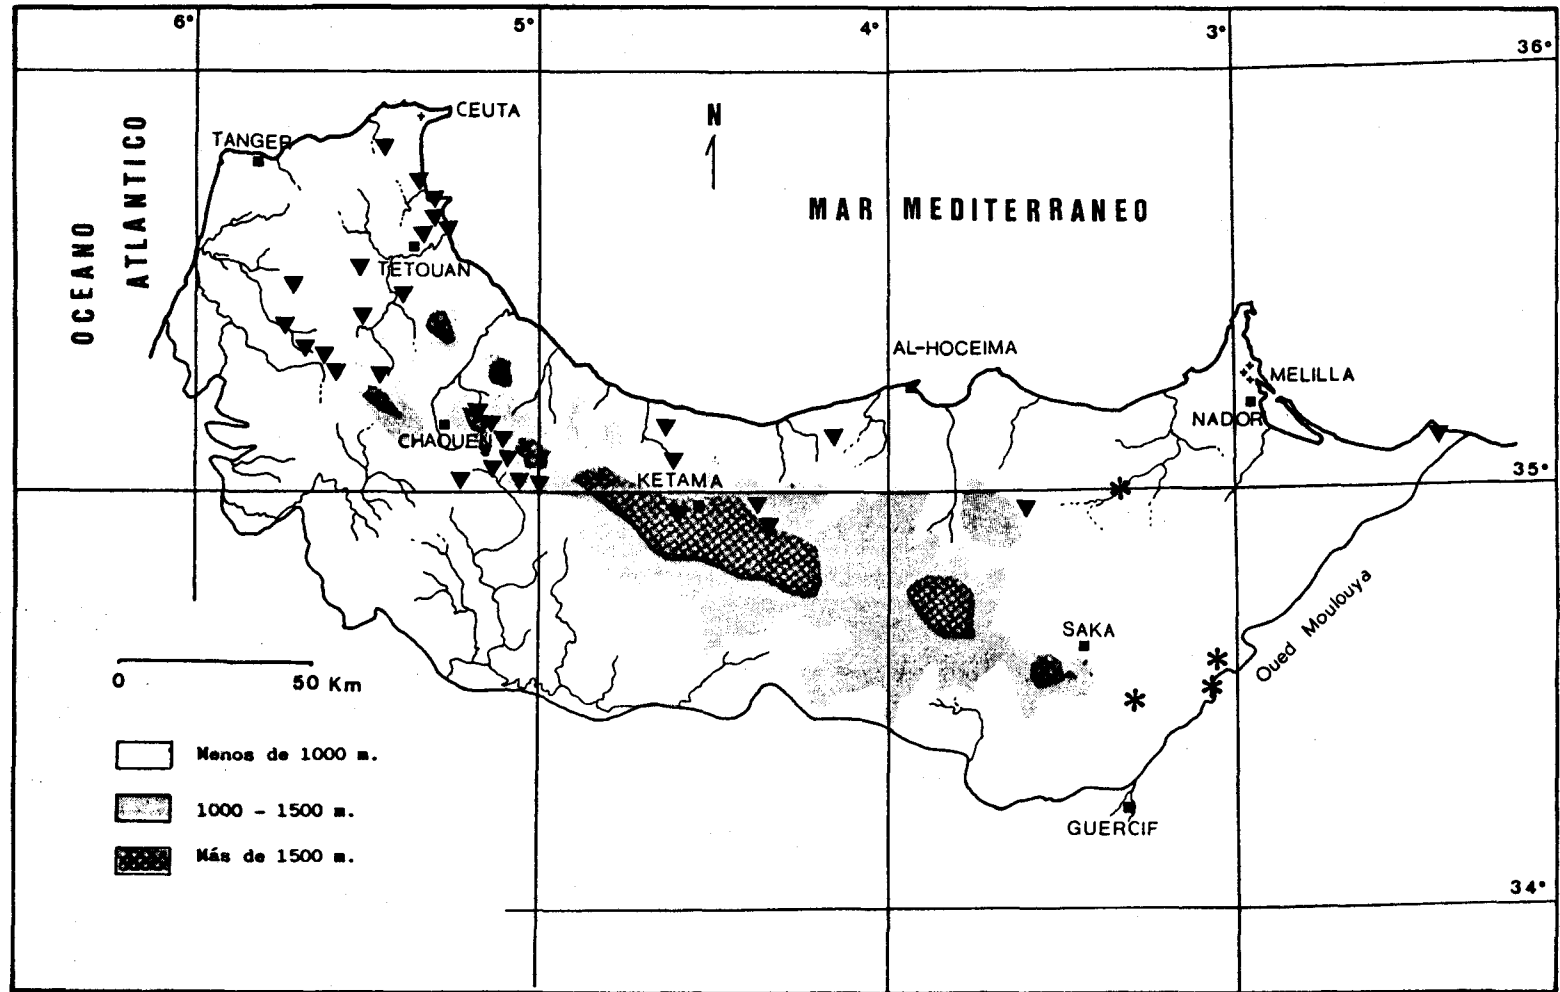 6°
5°
4°
3°
36°
CEUTA
TANGER
N
OCEANO
ATLANTICO
MAR MEDITERRANEO
TETOUAN
AL-HOCEIMA
MELILLA
NADOR
CHAOUEN
KETAMA
35°
SAKA
Oued Moulouya
0 50 Km
Menos de 1000 m.
1000 - 1500 m.
Más de 1500 m.
GUERCIF
34°